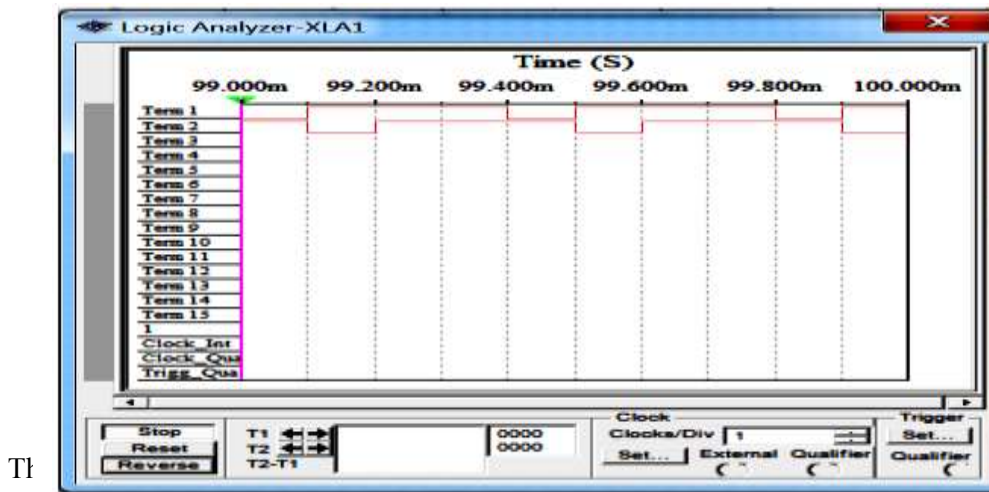 Logic Analyzer-XLA1
Time (S)
99.000m 99.200m 99.400m 99.600m 99.800m 100.000m
Term 1
Term 2
Term 3
Term 4
Term 5
Term 6
Term 7
Term 8
Term 9
Term 10
Term 11
Term 12
Term 13
Term 14
Term 15
1
Clock_Int
Clock_Qua
Trigg_Qua
Stop
Reset
Reverse
T1
T2
T2-T1
0000
0000
Clock
Clocks/Div 1
Set...
External
Qualifier
Trigger
Set...
Qualifier